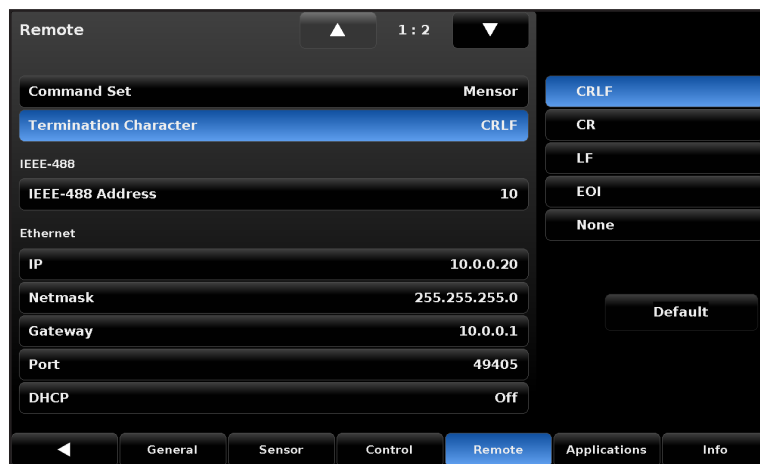 Remote
1 : 2
Command Set Mensor
Termination Character CRLF
IEEE-488
IEEE-488 Address 10
Ethernet
IP 10.0.0.20
Netmask 255.255.255.0
Gateway 10.0.0.1
Port 49405
DHCP Off
CRLF
CR
LF
EOI
None
Default
General Sensor Control Remote Applications Info